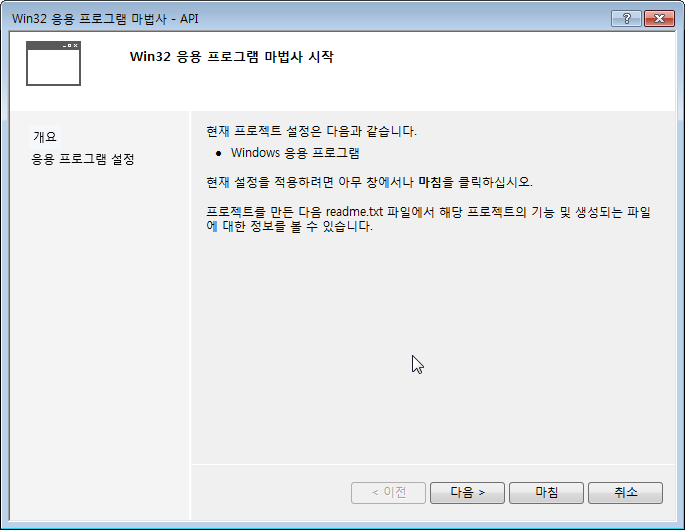 Win32 응용 프로그램 마법사 - API
Win32 응용 프로그램 마법사 시작
개요
응용 프로그램 설정
현재 프로젝트 설정은 다음과 같습니다.
• Windows 응용 프로그램
현재 설정을 적용하려면 아무 창에서나 마침을 클릭하십시오.
프로젝트를 만든 다음 readme.txt 파일에서 해당 프로젝트의 기능 및 생성되는 파일
에 대한 정보를 볼 수 있습니다.
< 이전
다음 >
마침
취소